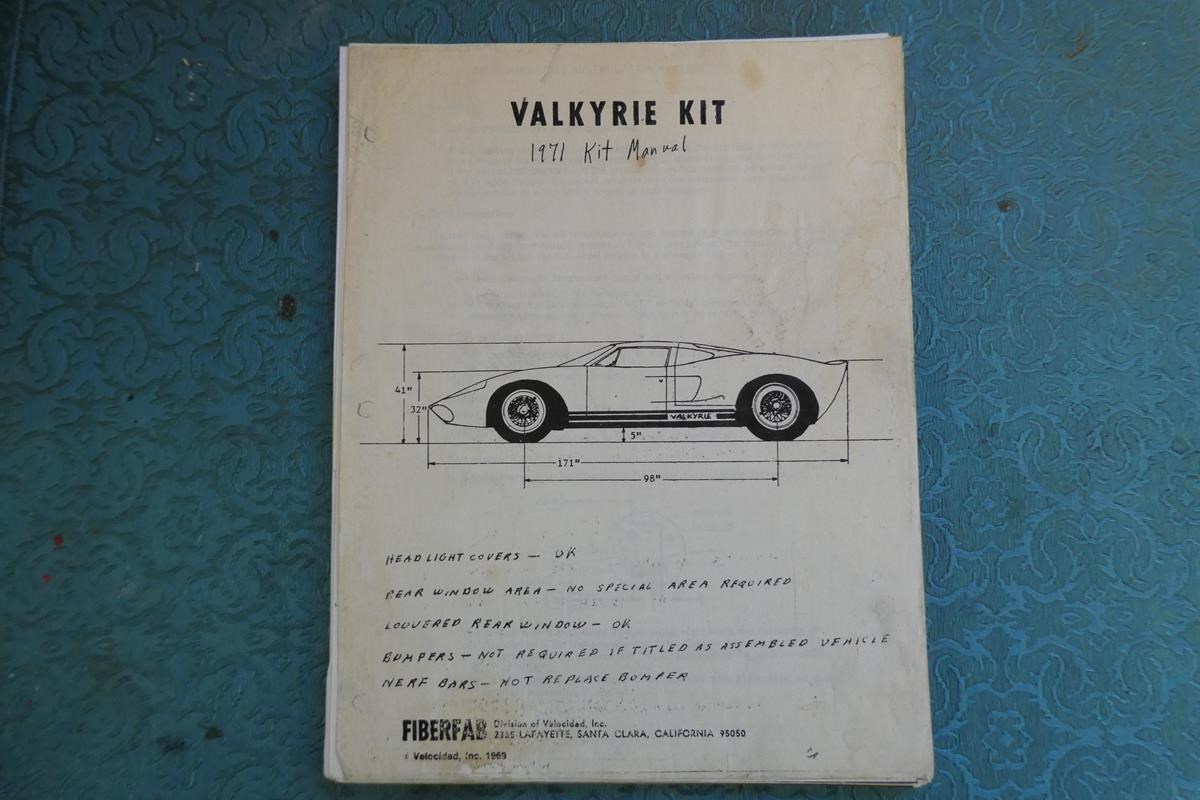 VALKYRIE KIT
1971 Kit Manual
41"
32"
VALKYRIE
5"
171"
98"
HEADLIGHT COVERS — OK
REAR WINDOW AREA — NO SPECIAL AREA REQUIRED
LOUVERED REAR WINDOW — OK
BUMPERS — NOT REQUIRED IF TITLED AS ASSEMBLED VEHICLE
NERF BARS — NOT REPLACE BUMPER
FIBERFAB Division of Velocidad, Inc.
2355 LAFAYETTE, SANTA CLARA, CALIFORNIA 95050
Velocidad, Inc. 1969